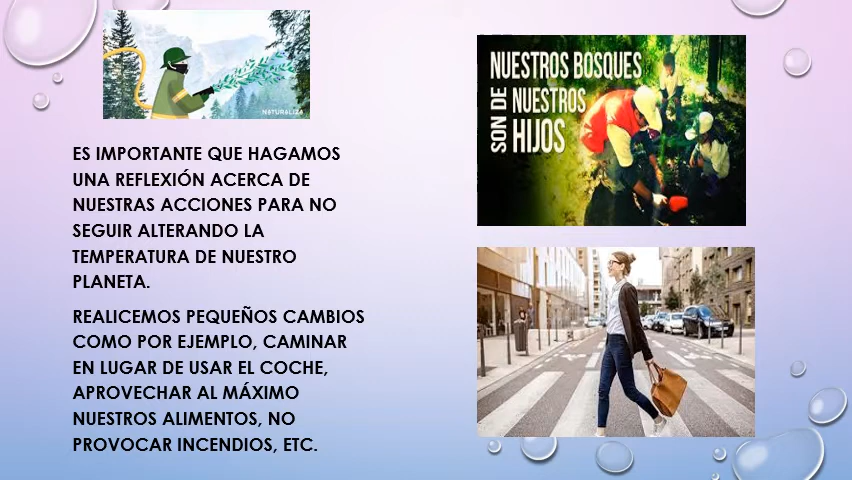 NATURALIZA
ES IMPORTANTE QUE HAGAMOS
UNA REFLEXIÓN ACERCA DE
NUESTRAS ACCIONES PARA NO
SEGUIR ALTERANDO LA
TEMPERATURA DE NUESTRO
PLANETA.
REALICEMOS PEQUEÑOS CAMBIOS
COMO POR EJEMPLO, CAMINAR
EN LUGAR DE USAR EL COCHE,
APROVECHAR AL MÁXIMO
NUESTROS ALIMENTOS, NO
PROVOCAR INCENDIOS, ETC.
NUESTROS BOSQUES
SON DE NUESTROS
HIJOS